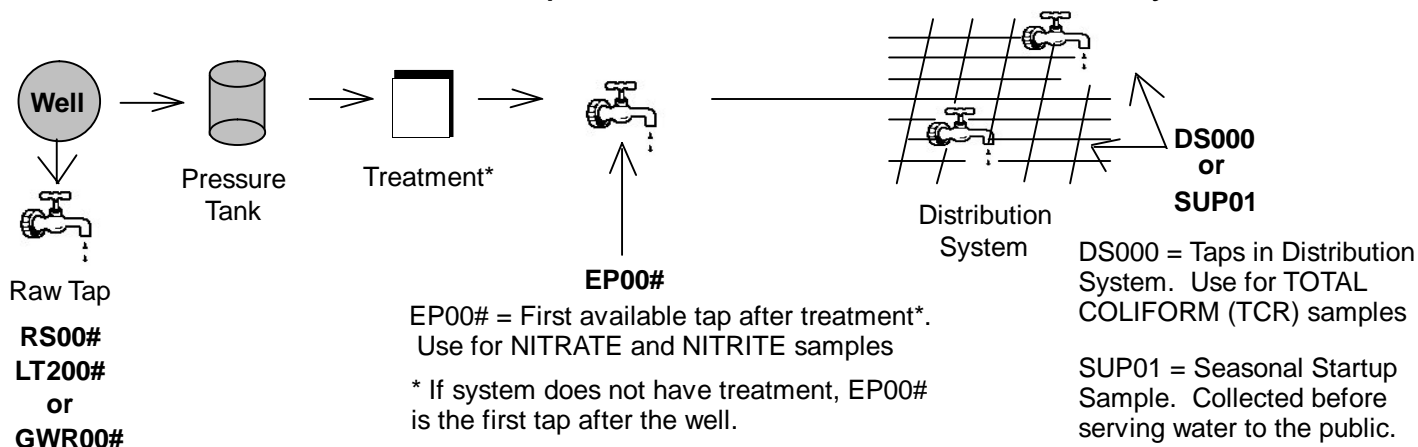 Well
Pressure
Tank
Treatment*
Raw Tap
RS00#
LT200#
or
GWR00#
EP00#
EP00# = First available tap after treatment*.
Use for NITRATE and NITRITE samples
* If system does not have treatment, EP00#
is the first tap after the well.
Distribution
System
DS000
or
SUP01
DS000 = Taps in Distribution
System. Use for TOTAL
COLIFORM (TCR) samples
SUP01 = Seasonal Startup
Sample. Collected before
serving water to the public.